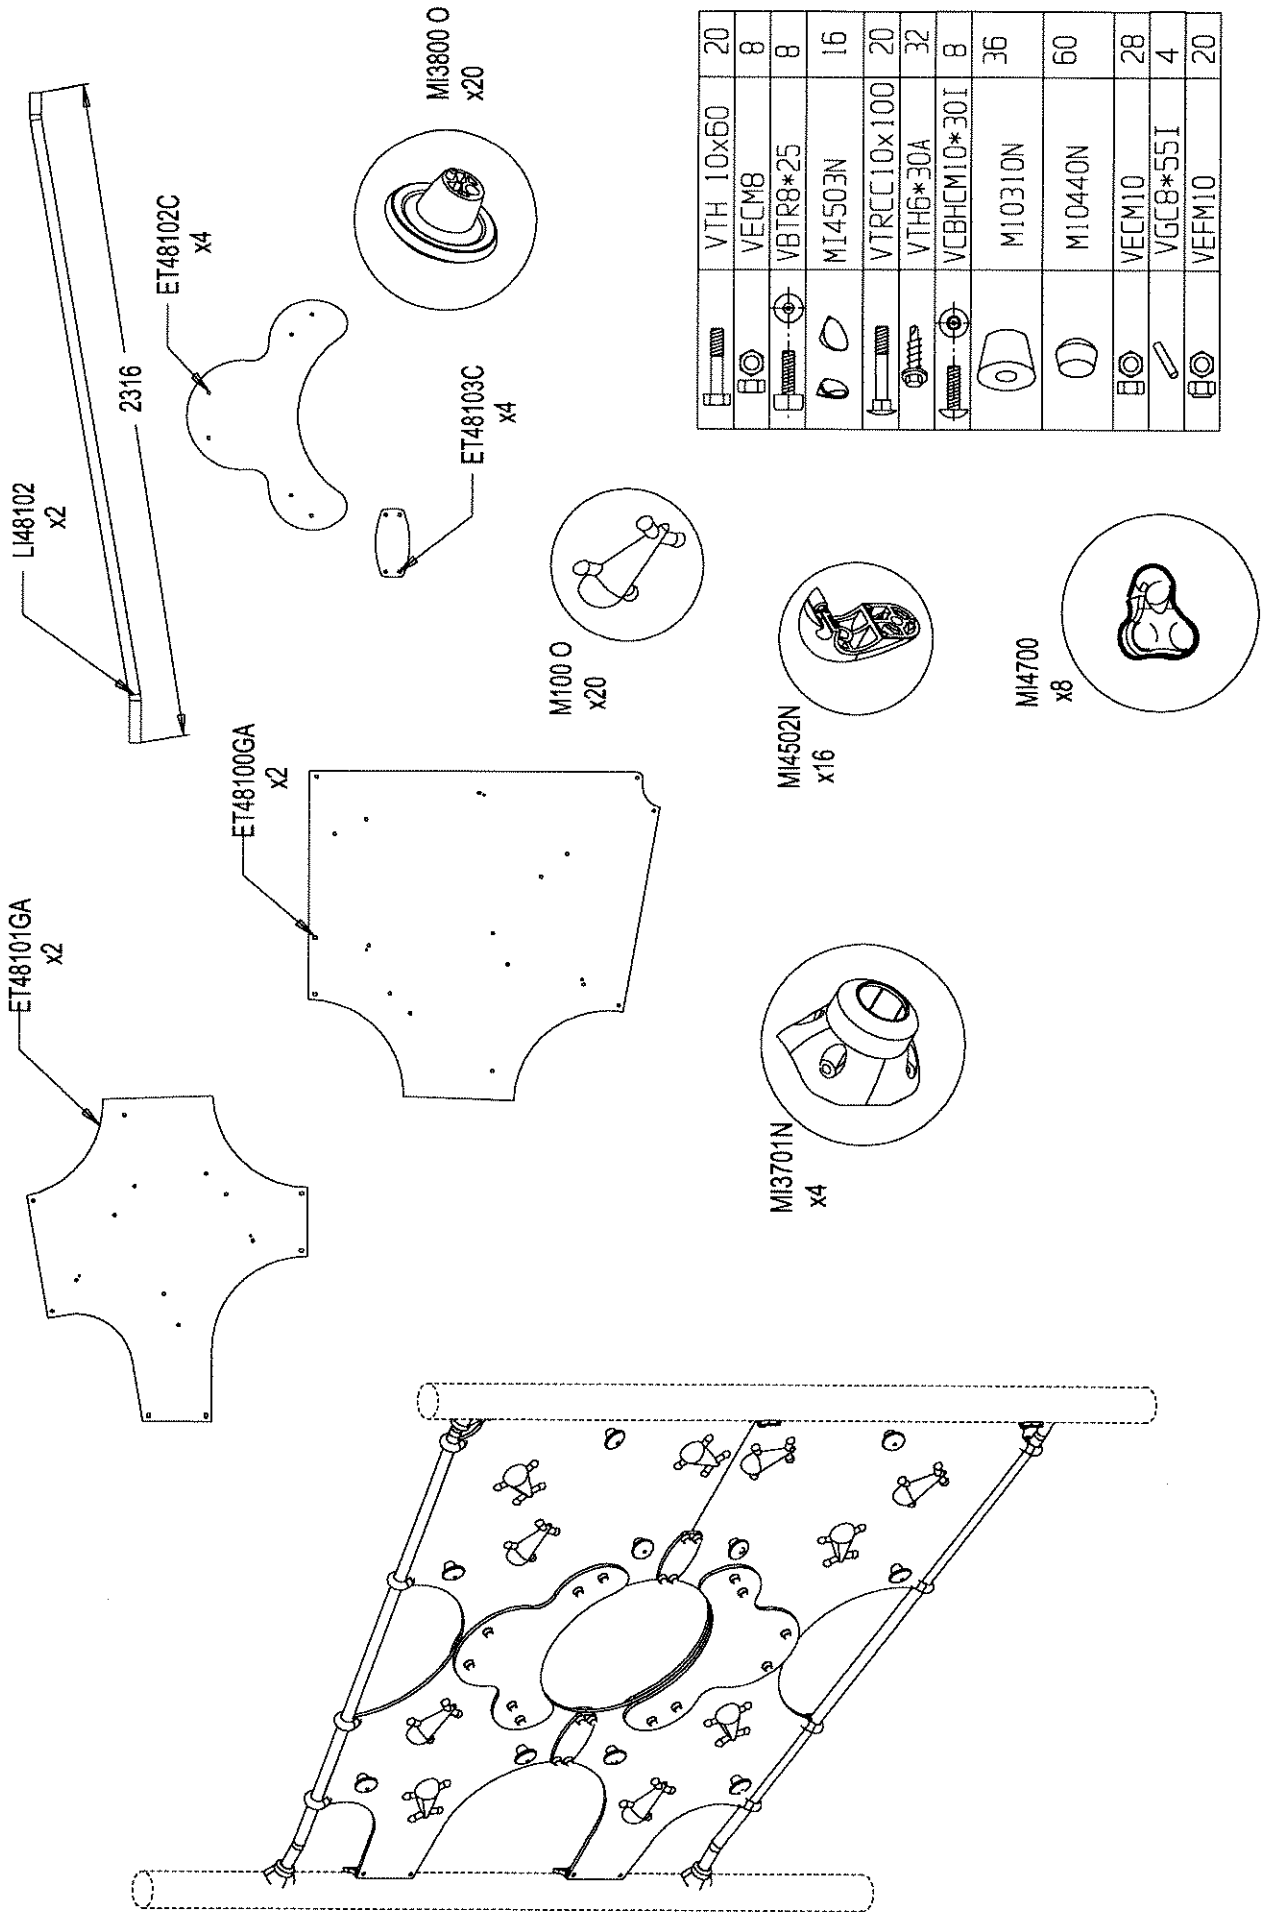 ET48101GA
x2
LI48102
x2
2316
ET48100GA
x2
ET48102C
x4
ET48103C
x4
MI3800 O
x20
M100 O
x20
MI3701N
x4
MI4502N
x16
MI4700
x8
VTH 10x60 20
VECM8 8
VBTR8*25 8
MI4503N 16
VTRCC10x100 20
VTH6*30A 32
VCBHCM10*30I 8
M10310N 36
M10440N 60
VECM10 28
VGC8*55I 4
VEFM10 20